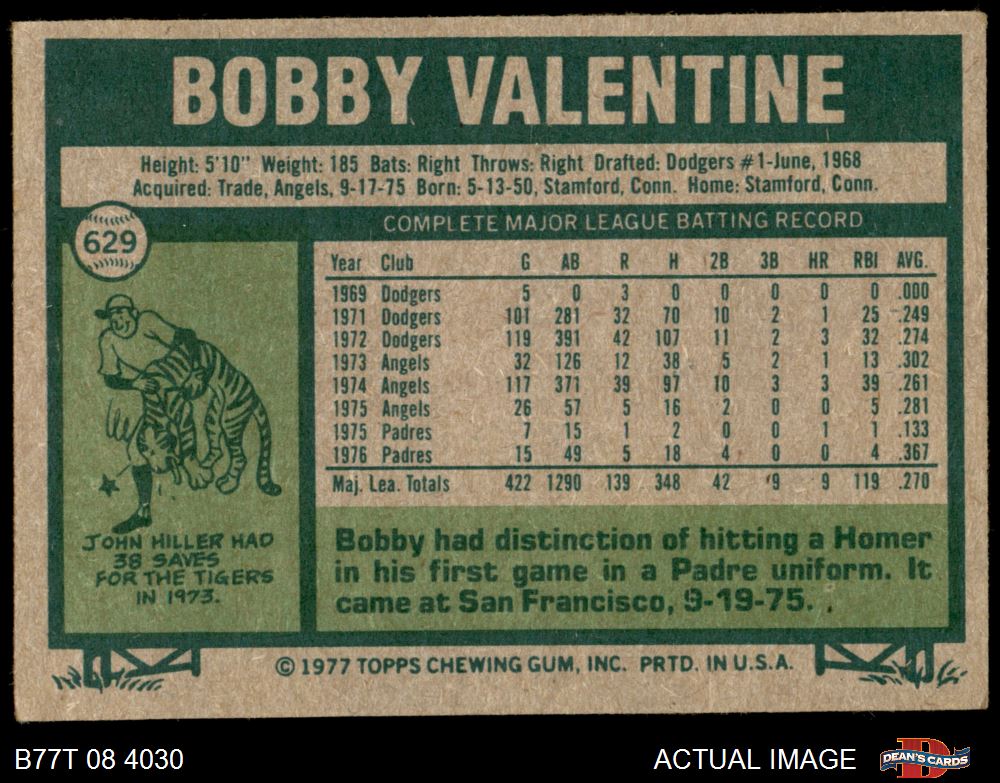 BOBBY VALENTINE
Height: 5'10" Weight: 185 Bats: Right Throws: Right Drafted: Dodgers #1-June, 1968
Acquired: Trade, Angels, 9-17-75 Born: 5-13-50, Stamford, Conn. Home: Stamford, Conn.
629
COMPLETE MAJOR LEAGUE BATTING RECORD
Year Club G AB R H 2B 3B HR RBI AVG.
1969 Dodgers 5 0 3 0 0 0 0 0 .000
1971 Dodgers 101 281 32 70 10 2 1 25 .249
1972 Dodgers 119 391 42 107 11 2 3 32 .274
1973 Angels 32 126 12 38 5 2 1 13 .302
1974 Angels 117 371 39 97 10 3 3 39 .261
1975 Angels 26 57 5 16 2 0 0 5 .281
1975 Padres 7 15 1 2 0 0 1 1 .133
1976 Padres 15 49 5 18 4 0 0 4 .367
Maj. Lea. Totals 422 1290 139 348 42 9 9 119 .270
JOHN HILLER HAD
38 SAVES
FOR THE TIGERS
IN 1973.
Bobby had distinction of hitting a Homer
in his first game in a Padre uniform. It
came at San Francisco, 9-19-75.
© 1977 TOPPS CHEWING GUM, INC. PRTD. IN U.S.A.
B77T 08 4030
ACTUAL IMAGE
DEAN'S CARDS